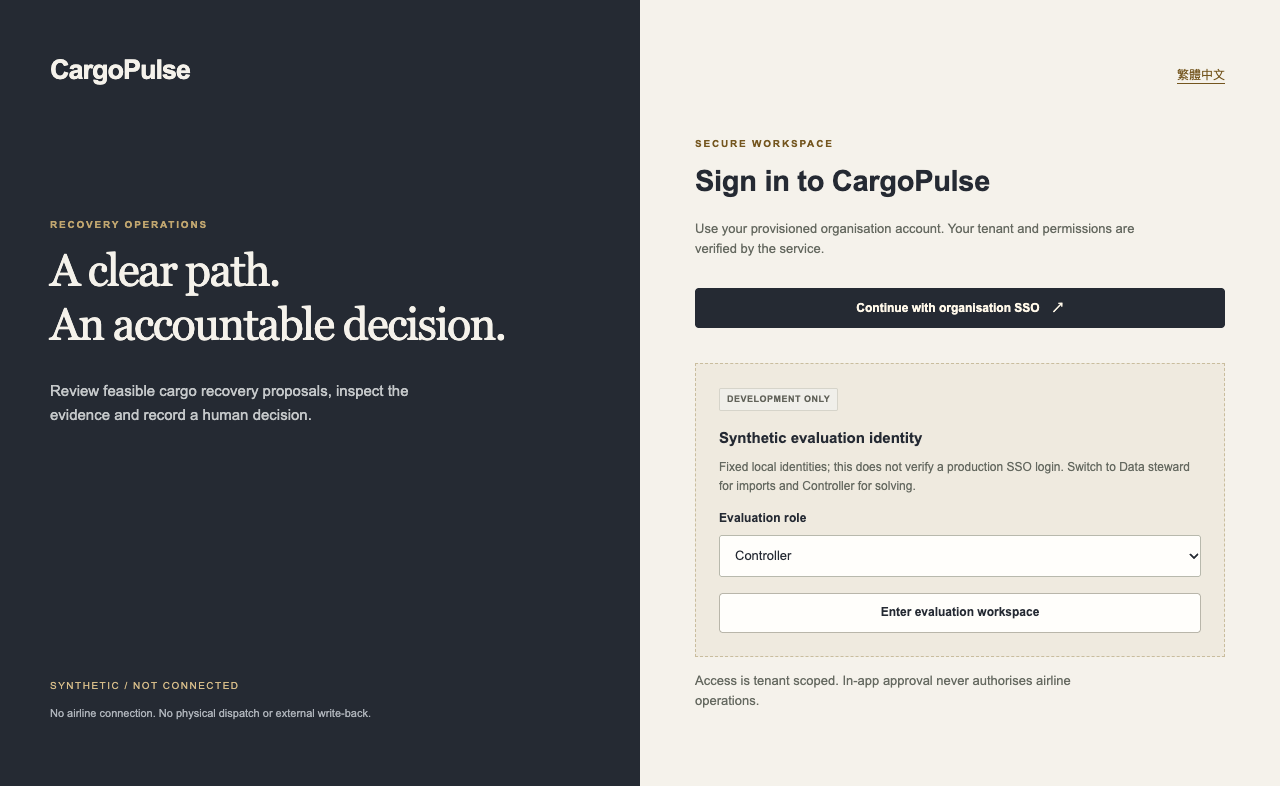 CargoPulse
RECOVERY OPERATIONS
A clear path.
An accountable decision.
Review feasible cargo recovery proposals, inspect the
evidence and record a human decision.
SYNTHETIC / NOT CONNECTED
No airline connection. No physical dispatch or external write-back.
繁體中文
SECURE WORKSPACE
Sign in to CargoPulse
Use your provisioned organisation account. Your tenant and permissions are
verified by the service.
Continue with organisation SSO ↗
DEVELOPMENT ONLY
Synthetic evaluation identity
Fixed local identities; this does not verify a production SSO login. Switch to Data steward
for imports and Controller for solving.
Evaluation role
Controller
Enter evaluation workspace
Access is tenant scoped. In-app approval never authorises airline
operations.